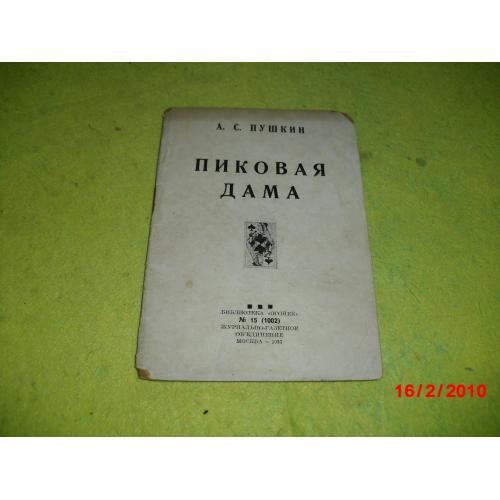 А. С. ПУШКИН
ПИКОВАЯ
ДАМА
БИБЛИОТЕКА «ОГОНЕК»
№ 15 (1002)
ЖУРНАЛЬНО-ГАЗЕТНОЕ
ОБЪЕДИНЕНИЕ
МОСКВА —
16/2/2010